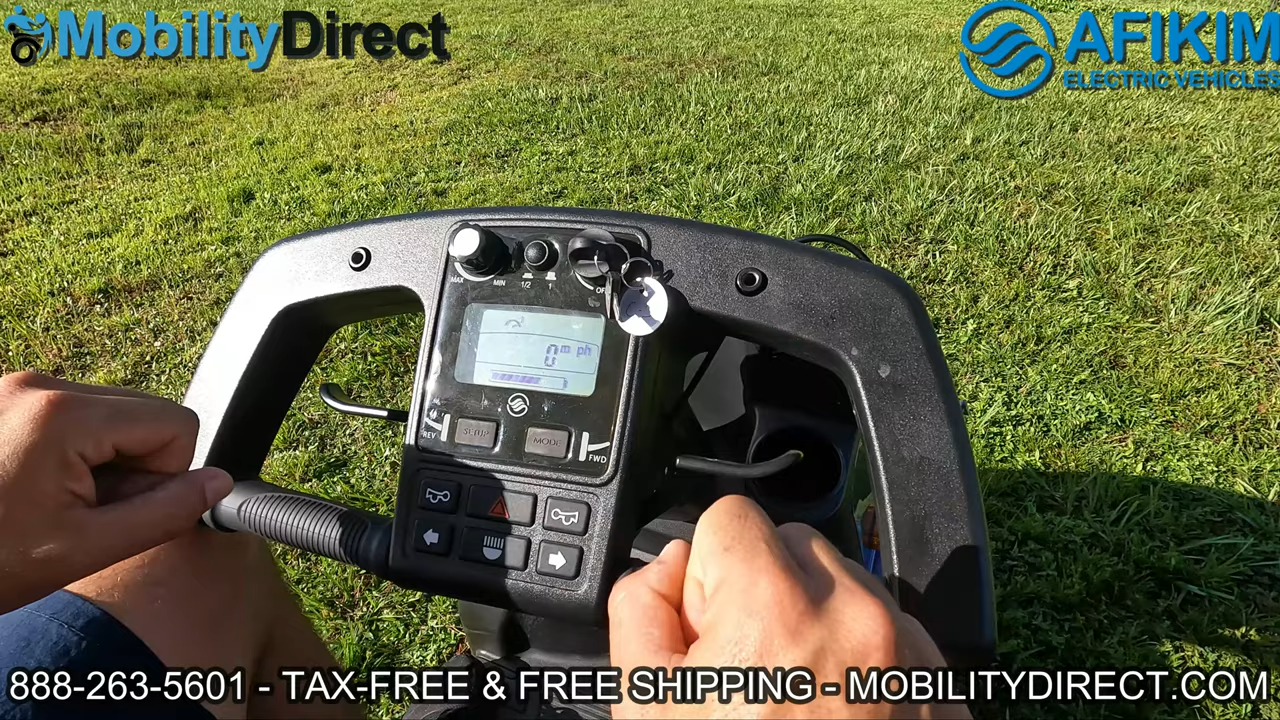 MobilityDirect
AFIKIM
ELECTRIC VEHICLES
MAX
MIN
1/2
1
0 mph
REV
SETUP
MODE
FWD
888-263-5601 - TAX-FREE & FREE SHIPPING - MOBILITYDIRECT.COM